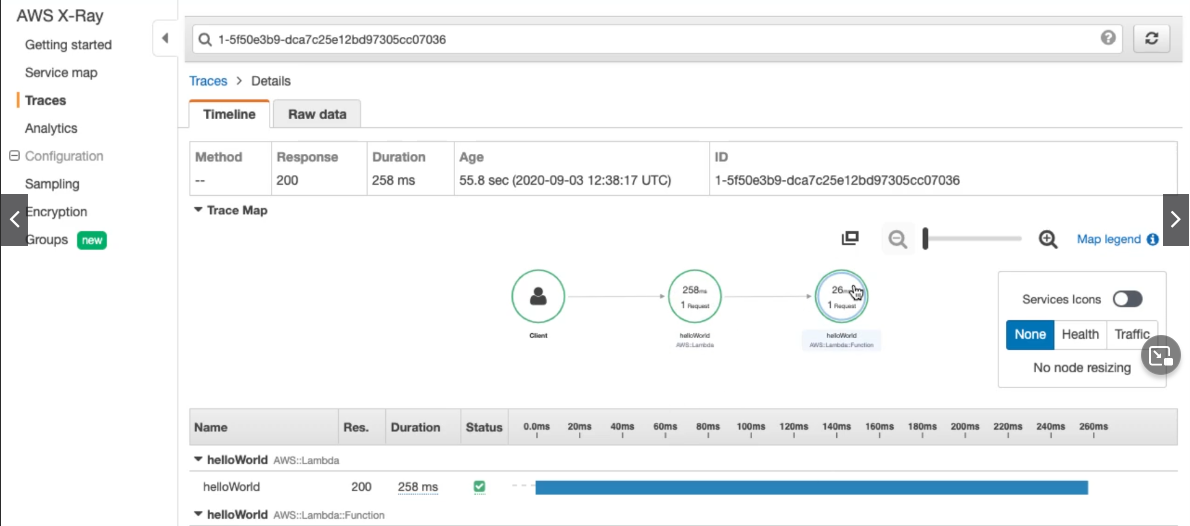 AWS X-Ray
Getting started
Service map
Traces
Analytics
Configuration
Sampling
Encryption
Groups new
1-5f50e3b9-dca7c25e12bd97305cc07036
Traces > Details
Timeline Raw data
Method Response Duration Age ID
-- 200 258 ms 55.8 sec (2020-09-03 12:38:17 UTC) 1-5f50e3b9-dca7c25e12bd97305cc07036
Trace Map
Map legend
258ms
1 Request
Client
helloWorld
AWS::Lambda
26
1 Request
helloWorld
AWS::Lambda::Function
Services Icons
None Health Traffic
No node resizing
Name Res. Duration Status 0.0ms 20ms 40ms 60ms 80ms 100ms 120ms 140ms 160ms 180ms 200ms 220ms 240ms 260ms
helloWorld AWS::Lambda
helloWorld 200 258 ms
helloWorld AWS::Lambda::Function